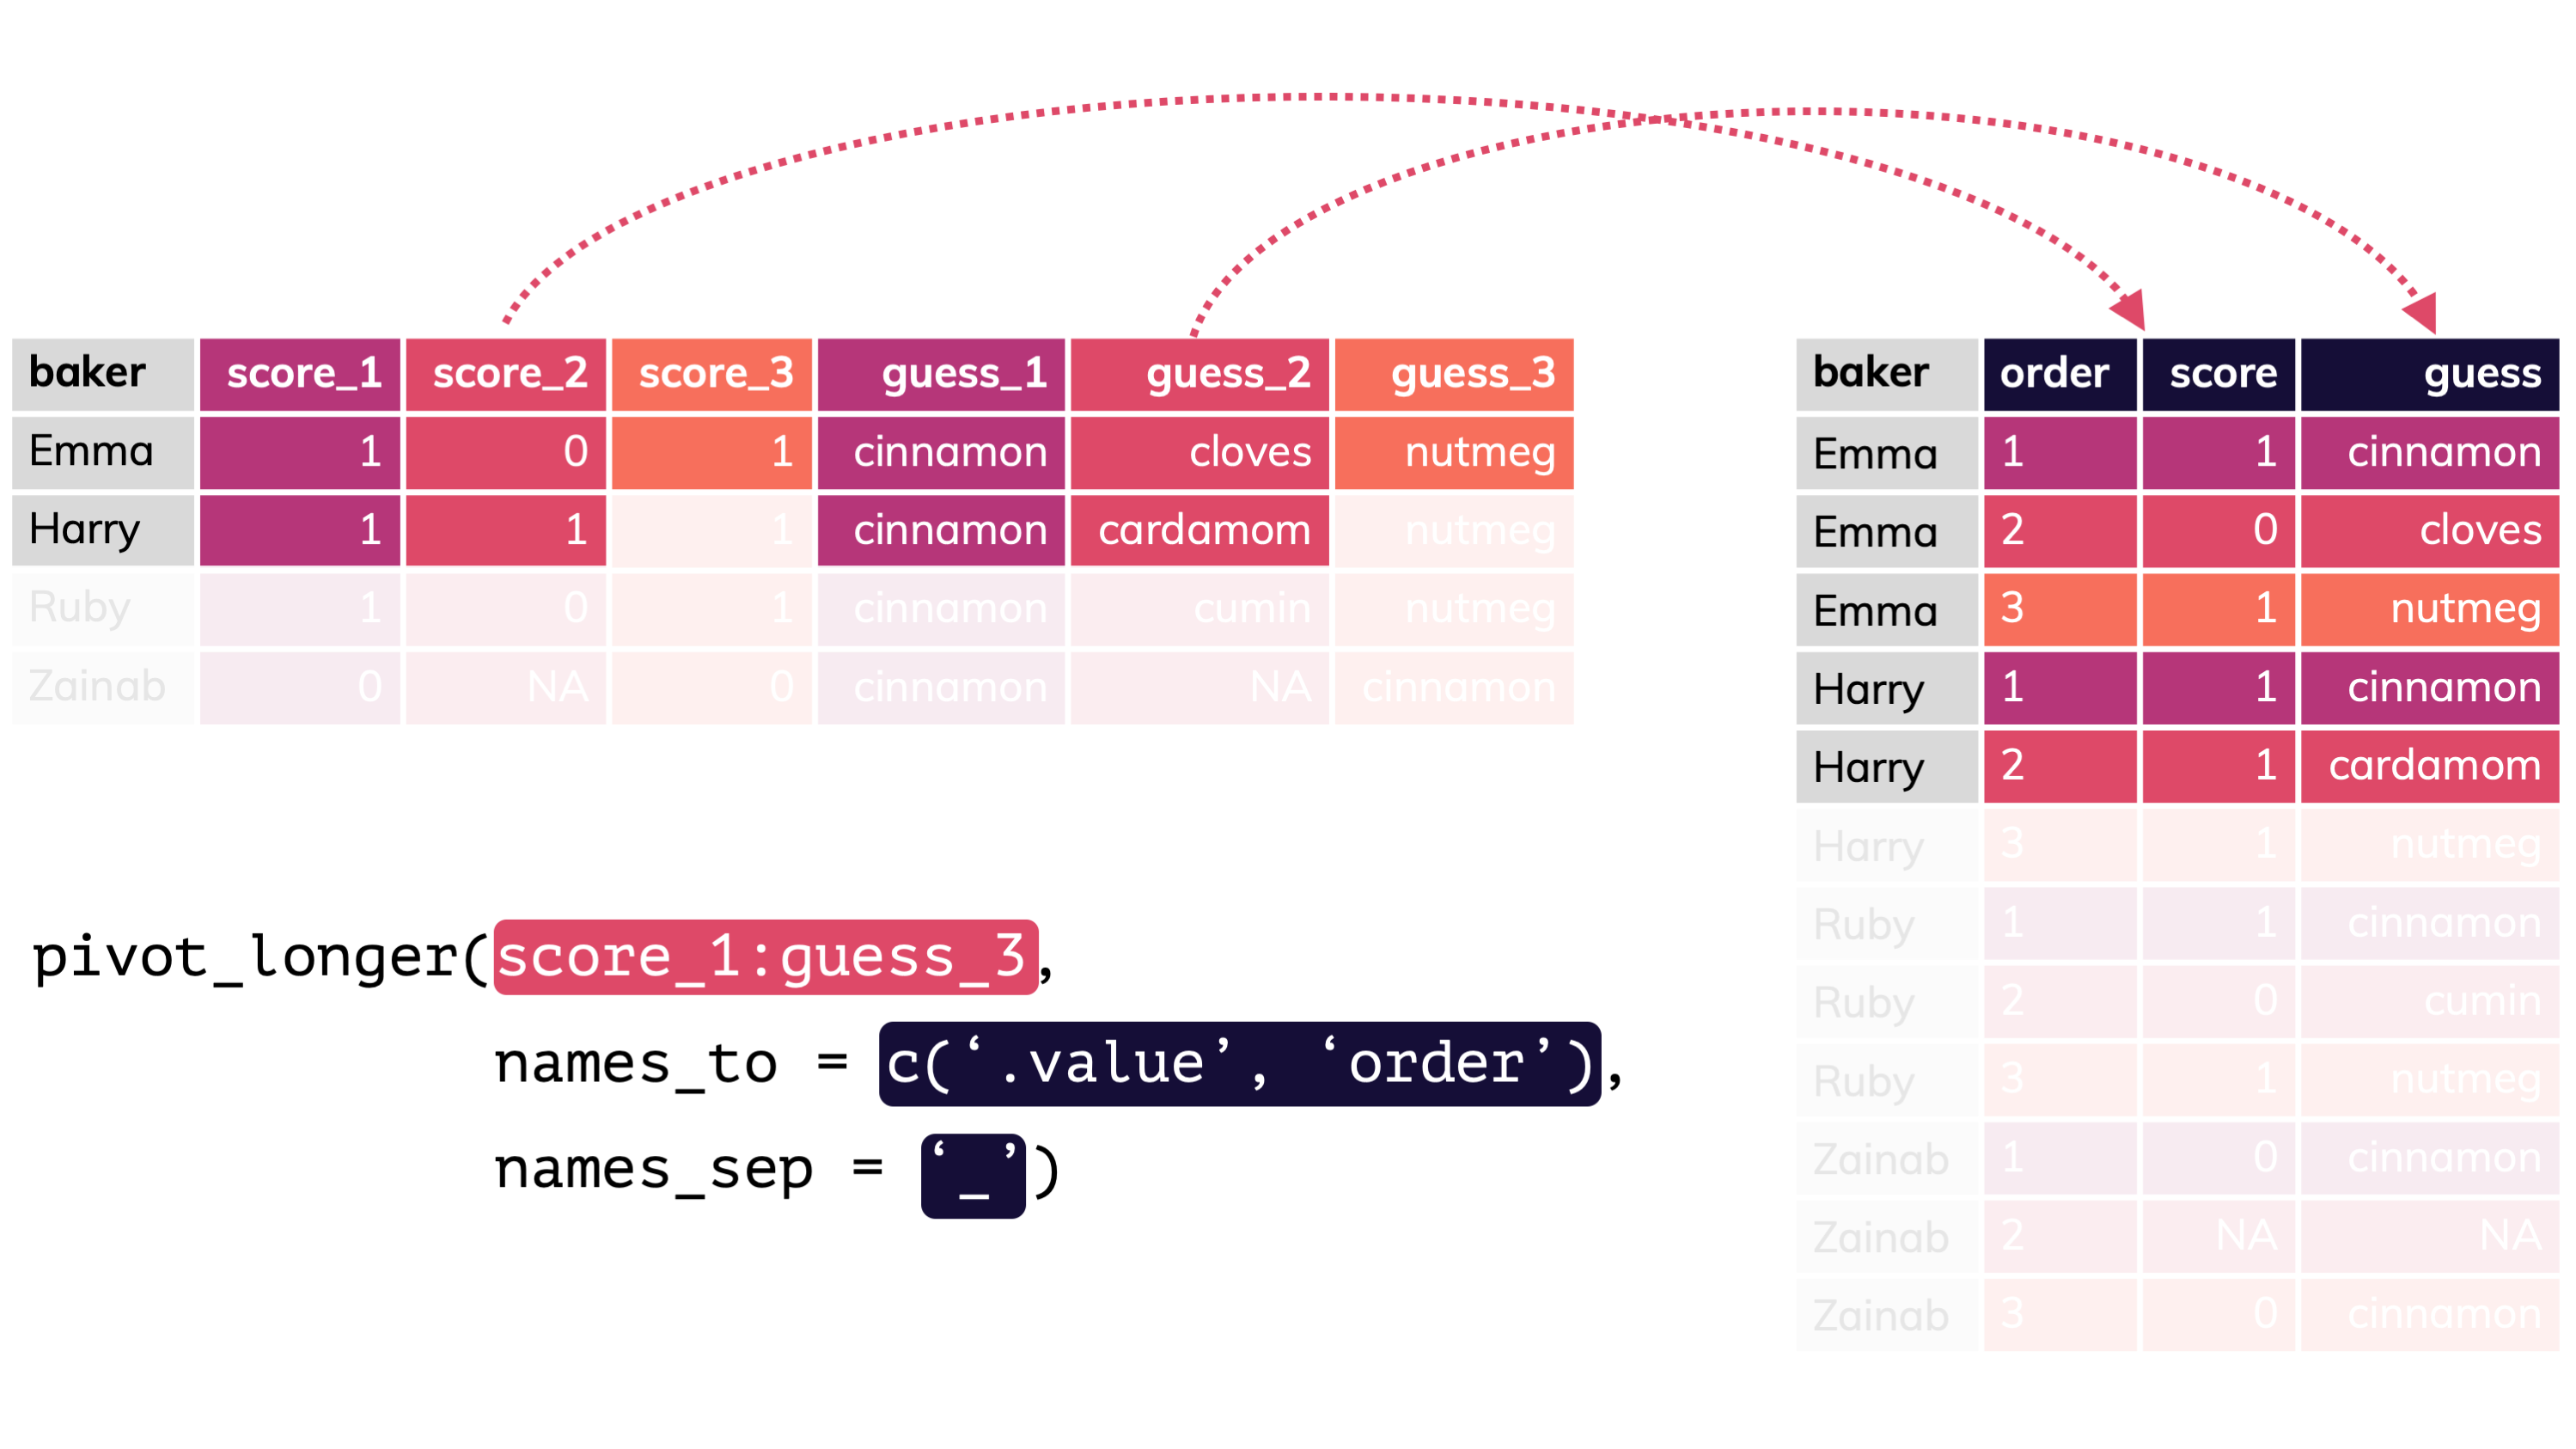 baker score_1 score_2 score_3 guess_1 guess_2 guess_3
Emma 1 0 1 cinnamon cloves nutmeg
Harry 1 1 1 cinnamon cardamom nutmeg
Ruby 1 0 1 cinnamon cumin nutmeg
Zainab 0 NA 0 cinnamon NA cinnamon
pivot_longer(score_1:guess_3,
names_to = c(‘.value’, ‘order’),
names_sep = ‘_’)
baker order score guess
Emma 1 1 cinnamon
Emma 2 0 cloves
Emma 3 1 nutmeg
Harry 1 1 cinnamon
Harry 2 1 cardamom
Harry 3 1 nutmeg
Ruby 1 1 cinnamon
Ruby 2 0 cumin
Ruby 3 1 nutmeg
Zainab 1 0 cinnamon
Zainab 2 NA NA
Zainab 3 0 cinnamon